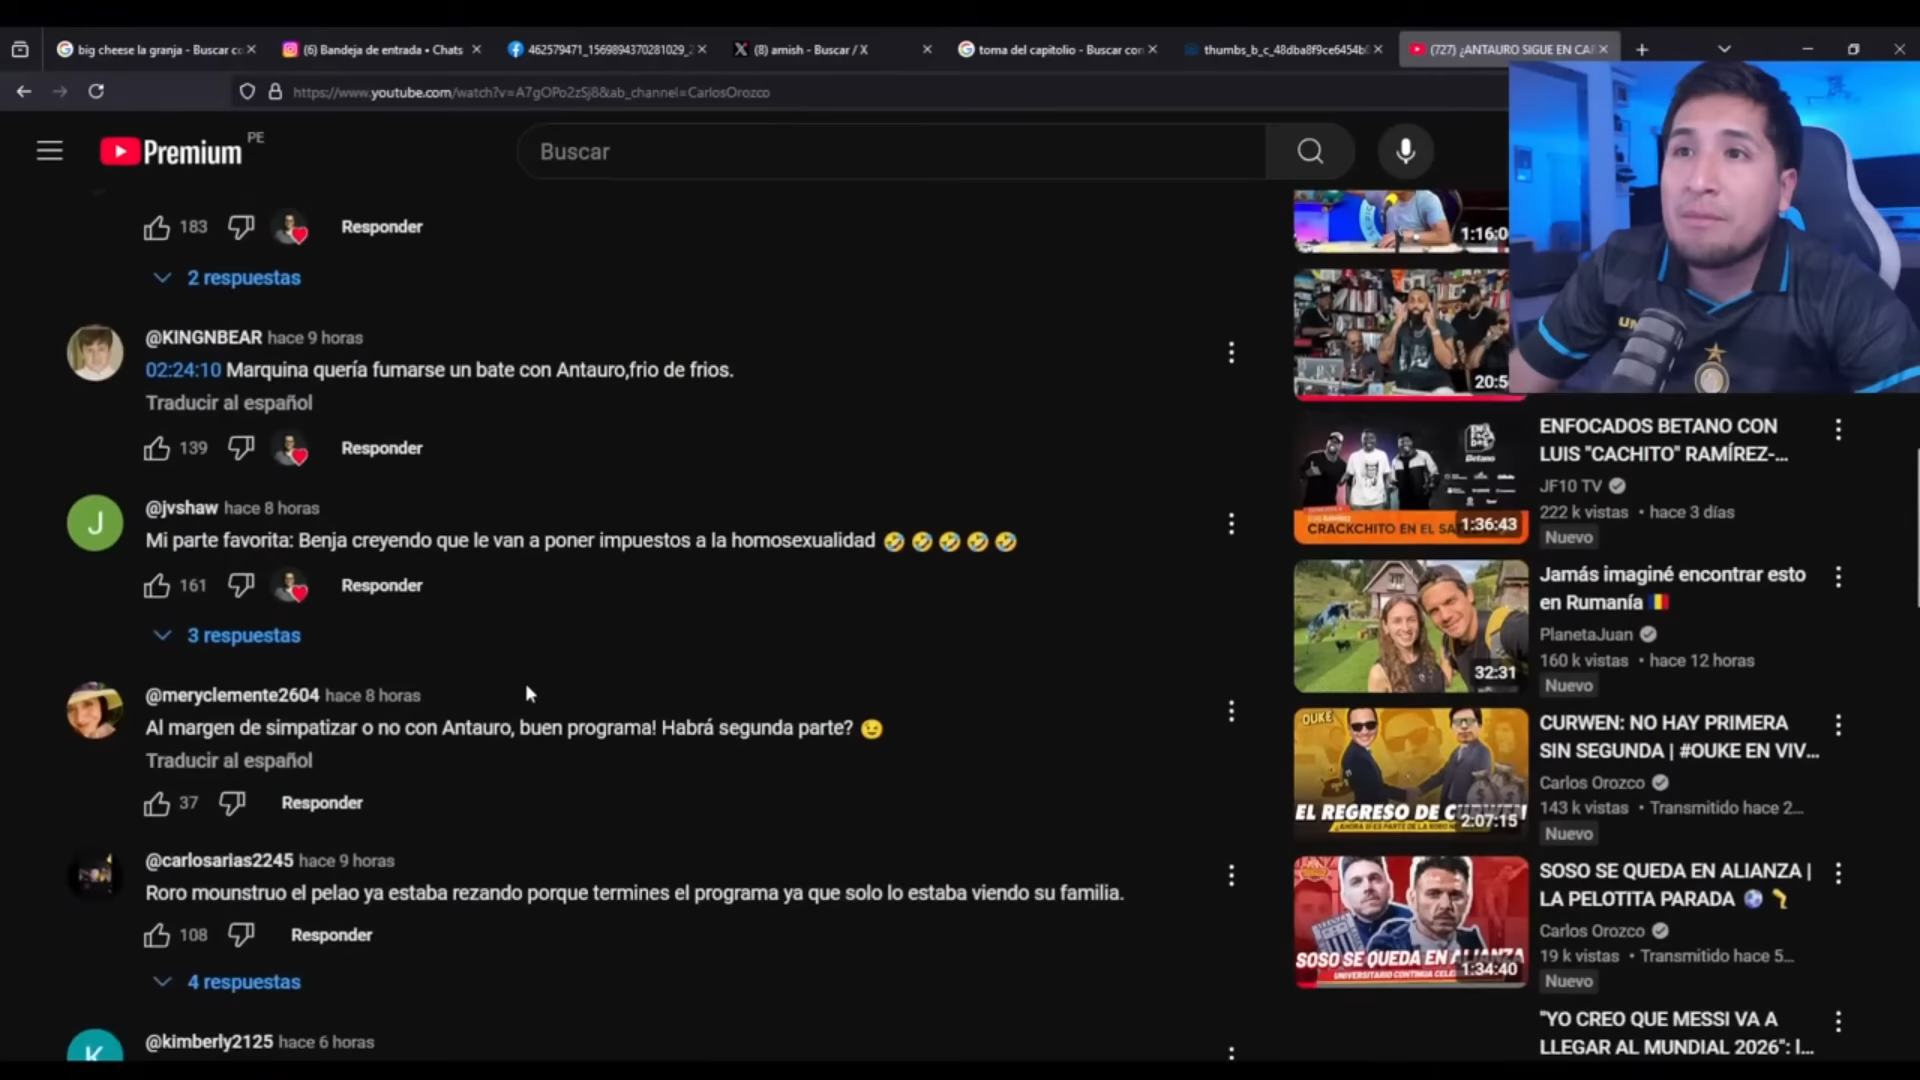 big cheese la granja - Buscar co
(6) Bandeja de entrada • Chats
462579471_1569894370281029_2
(8) amish - Buscar / X
toma del capitolio - Buscar con
thumbs_b_c_48dba8f9ce6454b
(727) ¿ANTAURO SIGUE EN CA
https://www.youtube.com/watch?v=A7gOPo2zSj8&ab_channel=CarlosOrozco
Premium PE
Buscar
183 Responder
2 respuestas
@KINGNBEAR hace 9 horas
02:24:10 Marquina quería fumarse un bate con Antauro,frio de frios.
Traducir al español
139 Responder
@jvshaw hace 8 horas
Mi parte favorita: Benja creyendo que le van a poner impuestos a la homosexualidad 🤣 🤣 🤣 🤣 🤣
161 Responder
3 respuestas
@meryclemente2604 hace 8 horas
Al margen de simpatizar o no con Antauro, buen programa! Habrá segunda parte? 😉
Traducir al español
37 Responder
@carlosarias2245 hace 9 horas
Roro mounstruo el pelao ya estaba rezando porque termines el programa ya que solo lo estaba viendo su familia.
108 Responder
4 respuestas
@kimberly2125 hace 6 horas
J
K
1:16:0
20:5
Betano
CRACKCHITO EN EL SA
1:36:43
ENFOCADOS BETANO CON
LUIS "CACHITO" RAMÍREZ-...
JF10 TV
222 k vistas • hace 3 días
Nuevo
32:31
Jamás imaginé encontrar esto
en Rumanía 🇷🇴
PlanetaJuan
160 k vistas • hace 12 horas
Nuevo
OUKE
EL REGRESO DE CURWEN!
2:07:15
CURWEN: NO HAY PRIMERA
SIN SEGUNDA | #OUKE EN VIV...
Carlos Orozco
143 k vistas • Transmitido hace 2...
Nuevo
SOSO SE QUEDA EN ALIANZA
UNIVERSITARIO CONTINUA CELE
1:34:40
SOSO SE QUEDA EN ALIANZA |
LA PELOTITA PARADA ⚽
Carlos Orozco
19 k vistas • Transmitido hace 5...
Nuevo
"YO CREO QUE MESSI VA A
LLEGAR AL MUNDIAL 2026": I...